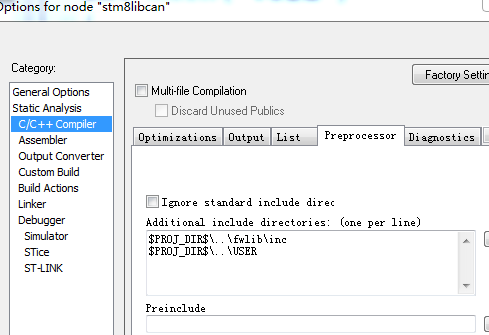 Options for node "stm8libcan"
Category:
Factory Settin
General Options
Static Analysis
C/C++ Compiler
Assembler
Output Converter
Custom Build
Build Actions
Linker
Debugger
Simulator
STice
ST-LINK
Multi-file Compilation
Discard Unused Publics
Optimizations Output List Preprocessor Diagnostics
Ignore standard include direc
Additional include directories: (one per line)
$PROJ_DIR$\..\fwlib\inc
$PROJ_DIR$\..\USER
Preinclude